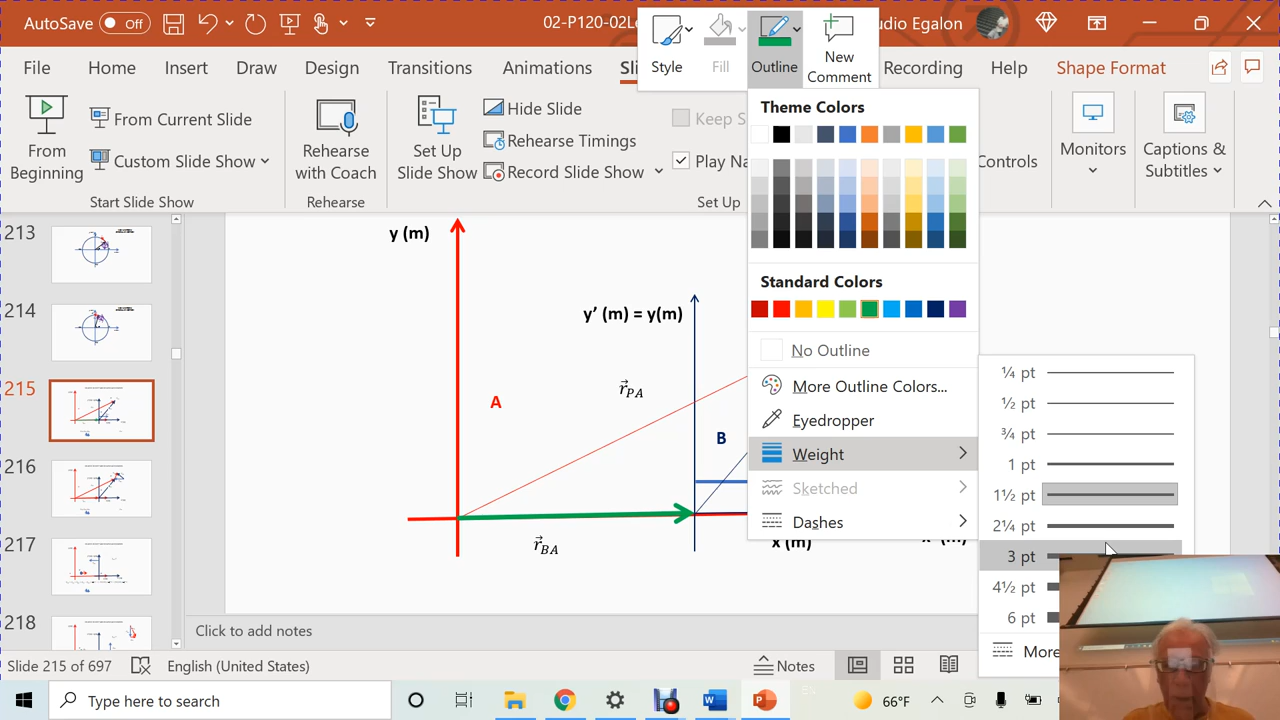 AutoSave Off
02-P120-02Le
udio Egalon
File Home Insert Draw Design Transitions Animations Sli Recording Help Shape Format
Style Fill Outline New Comment
From Beginning
From Current Slide
Custom Slide Show
Start Slide Show
Rehearse with Coach
Rehearse
Set Up Slide Show
Hide Slide
Rehearse Timings
Record Slide Show
Keep S
Play Na
Set Up
Controls
Monitors
Captions & Subtitles
Theme Colors
Standard Colors
No Outline
More Outline Colors...
Eyedropper
Weight
Sketched
Dashes
¼ pt
½ pt
¾ pt
1 pt
1½ pt
2¼ pt
3 pt
4½ pt
6 pt
More
213
214
215
216
217
218
y (m)
y’ (m) = y(m)
r⃗PA
A
B
r⃗BA
x (m)
Click to add notes
Slide 215 of 697 English (United States) Notes
Type here to search
66°F